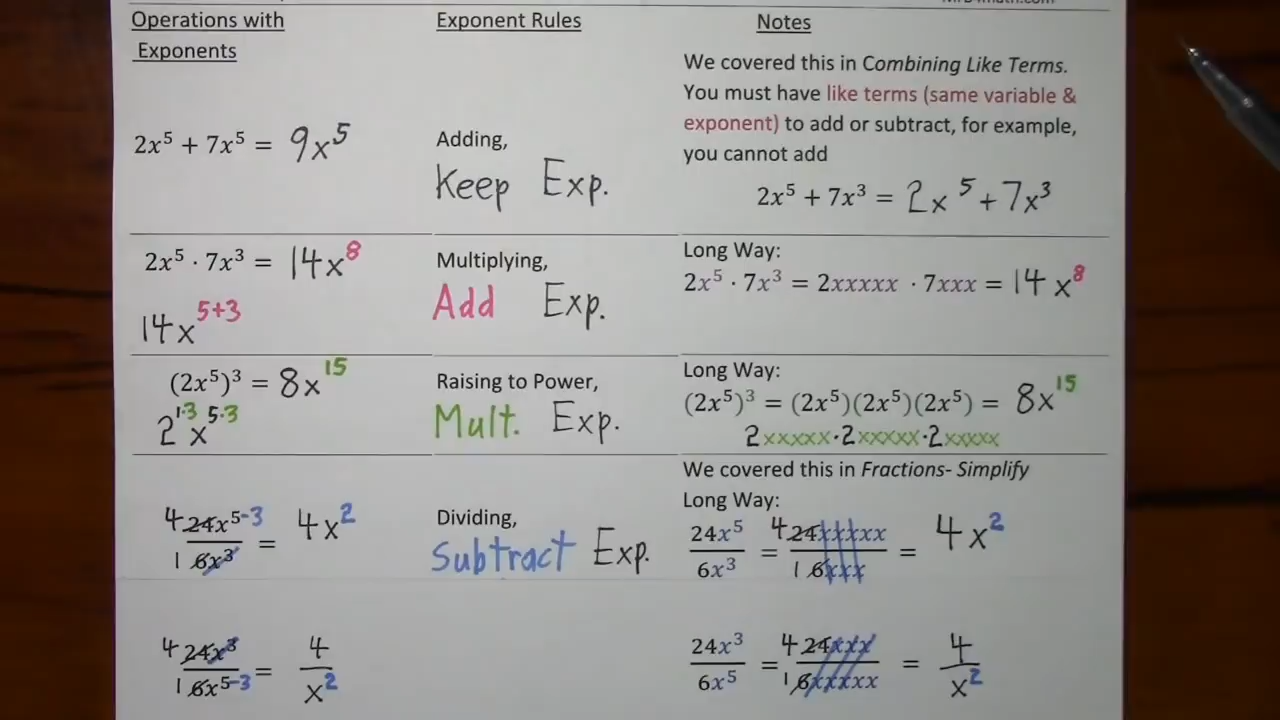 Operations with Exponents Rules Notes
Exponents
We covered this in Combining Like Terms.
You must have like terms (same variable &
exponent) to add or subtract, for example,
you cannot add
2x⁵ + 7x⁵ = 9x⁵
Adding,
Keep Exp.
2x⁵ + 7x³ = 2x⁵ + 7x³
2x⁵ · 7x³ = 14x⁸
14x⁵⁺³
Multiplying,
Add Exp.
Long Way:
2x⁵ · 7x³ = 2xxxxx · 7xxx = 14x⁸
(2x⁵)³ = 8x¹⁵
2¹·³x⁵·³
Raising to Power,
Mult. Exp.
Long Way:
(2x⁵)³ = (2x⁵)(2x⁵)(2x⁵) = 8x¹⁵
2xxxxx·2xxxxx·2xxxxx
4 24x⁵⁻³ / 1 6x³ = 4x²
Dividing,
Subtract Exp.
We covered this in Fractions- Simplify
Long Way:
24x⁵ / 6x³ = 4 24xxxxx / 1 6xxx = 4x²
4 24x³ / 1 6x⁵⁻³ = 4 / x²
24x³ / 6x⁵ = 4 24xxx / 1 6xxxxx = 4 / x²